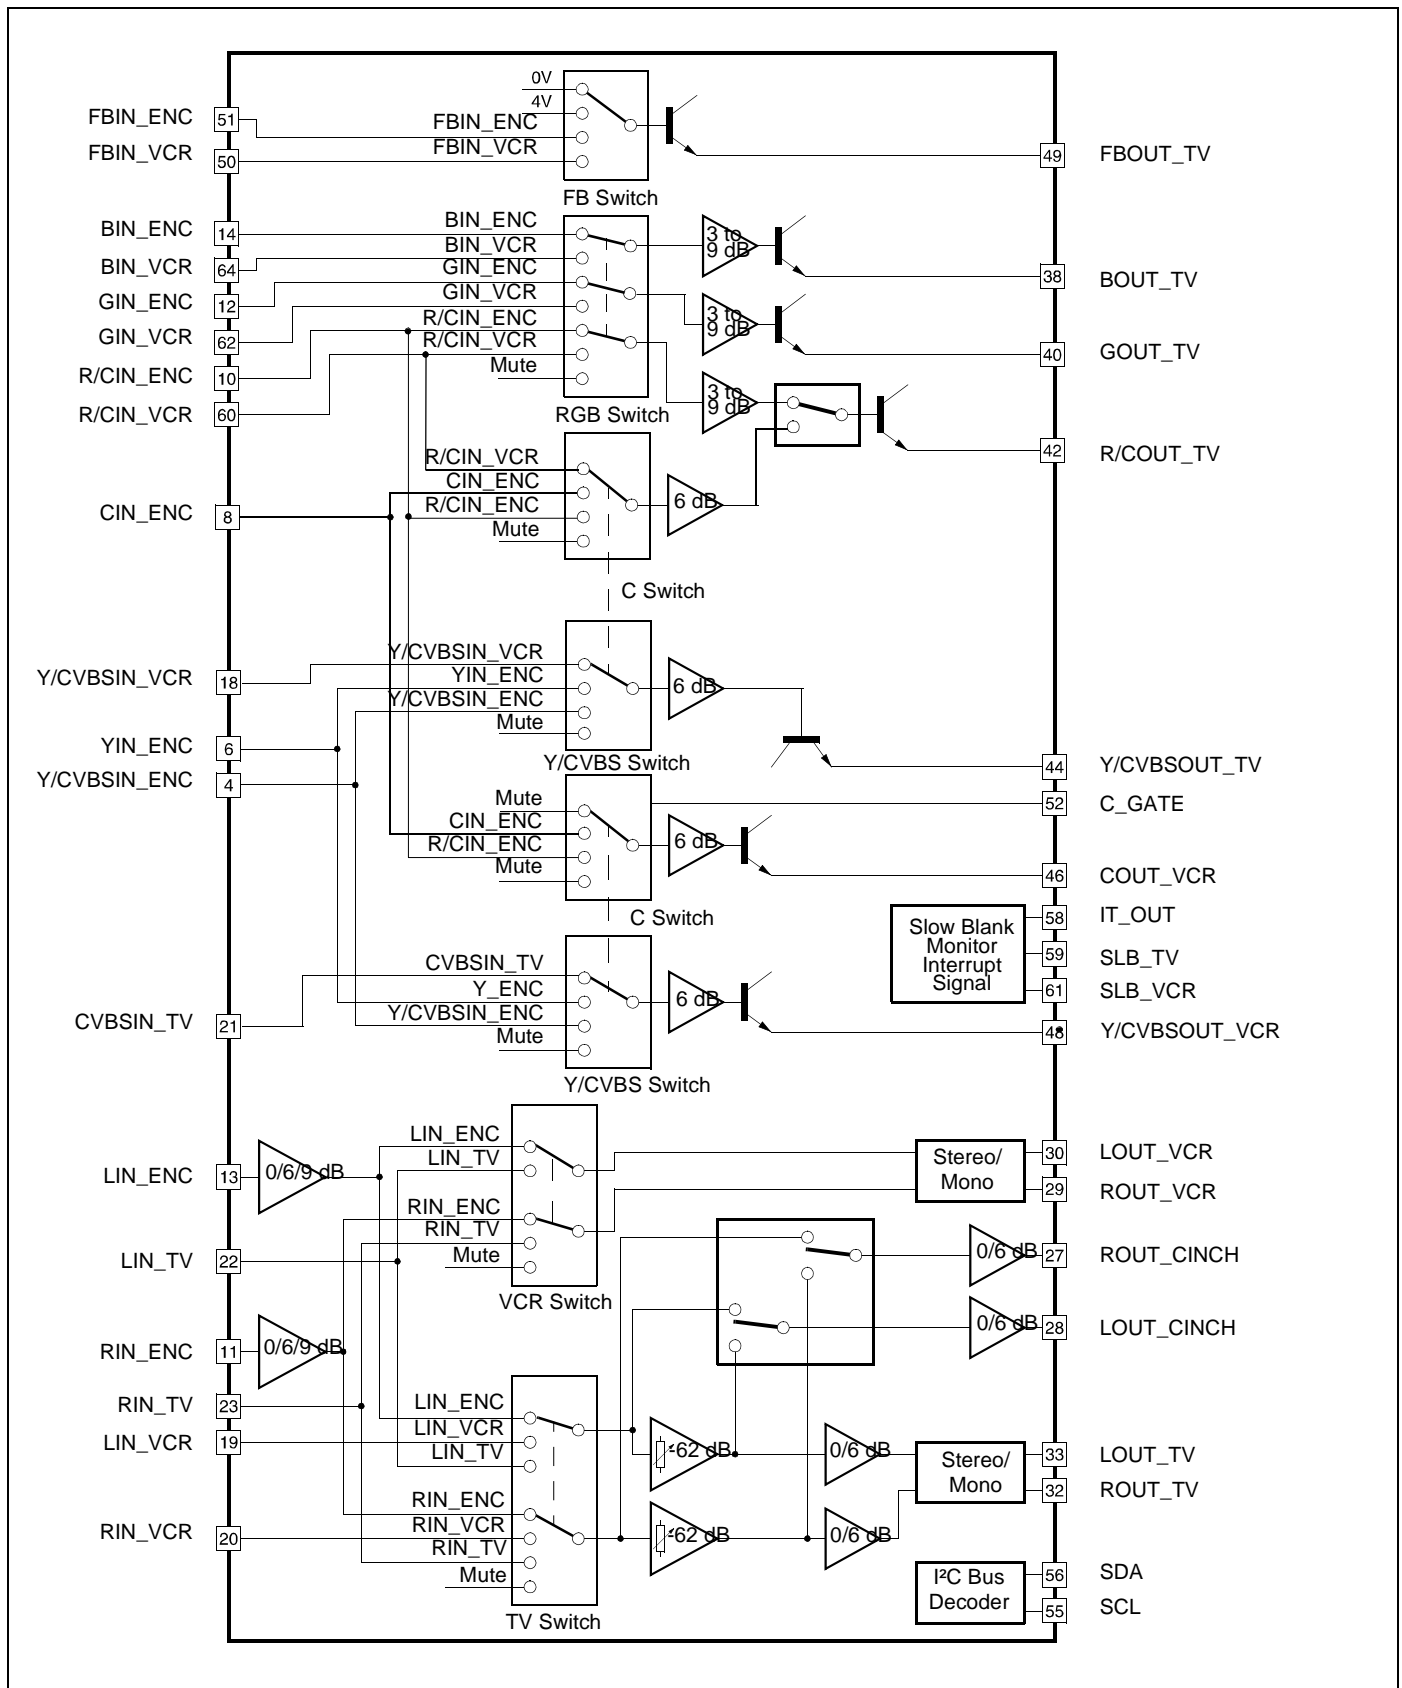 0V
4V
FBIN_ENC 51 FBIN_ENC
FBIN_VCR 50 FBIN_VCR
49 FBOUT_TV
FB Switch
BIN_ENC 14 BIN_ENC
BIN_VCR 64 BIN_VCR
GIN_ENC 12 GIN_ENC
GIN_VCR 62 GIN_VCR
R/CIN_ENC 10 R/CIN_ENC
R/CIN_VCR 60 R/CIN_VCR
Mute
RGB Switch
3 to
9 dB
38 BOUT_TV
3 to
9 dB
40 GOUT_TV
3 to
9 dB
42 R/COUT_TV
R/CIN_VCR
CIN_ENC
R/CIN_ENC
Mute
6 dB
CIN_ENC 8
C Switch
Y/CVBSIN_VCR 18 Y/CVBSIN_VCR
YIN_ENC
Y/CVBSIN_ENC
Mute
6 dB
YIN_ENC 6
Y/CVBSIN_ENC 4
Y/CVBS Switch
44 Y/CVBSOUT_TV
52 C_GATE
Mute
CIN_ENC
R/CIN_ENC
Mute
6 dB
46 COUT_VCR
C Switch
Slow Blank
Monitor
Interrupt
Signal
58 IT_OUT
59 SLB_TV
61 SLB_VCR
CVBSIN_TV
Y_ENC
Y/CVBSIN_ENC
Mute
6 dB
CVBSIN_TV 21
48 Y/CVBSOUT_VCR
Y/CVBS Switch
LIN_ENC 13 0/6/9 dB
LIN_ENC
LIN_TV
RIN_ENC
RIN_TV
Mute
VCR Switch
Stereo/
Mono
30 LOUT_VCR
29 ROUT_VCR
LIN_TV 22
0/6 dB 27 ROUT_CINCH
0/6 dB 28 LOUT_CINCH
RIN_ENC 11 0/6/9 dB
RIN_TV 23
LIN_VCR 19
RIN_VCR 20
LIN_ENC
LIN_VCR
LIN_TV
RIN_ENC
RIN_VCR
RIN_TV
Mute
TV Switch
-62 dB
0/6 dB
-62 dB
0/6 dB
Stereo/
Mono
33 LOUT_TV
32 ROUT_TV
I²C Bus
Decoder
56 SDA
55 SCL